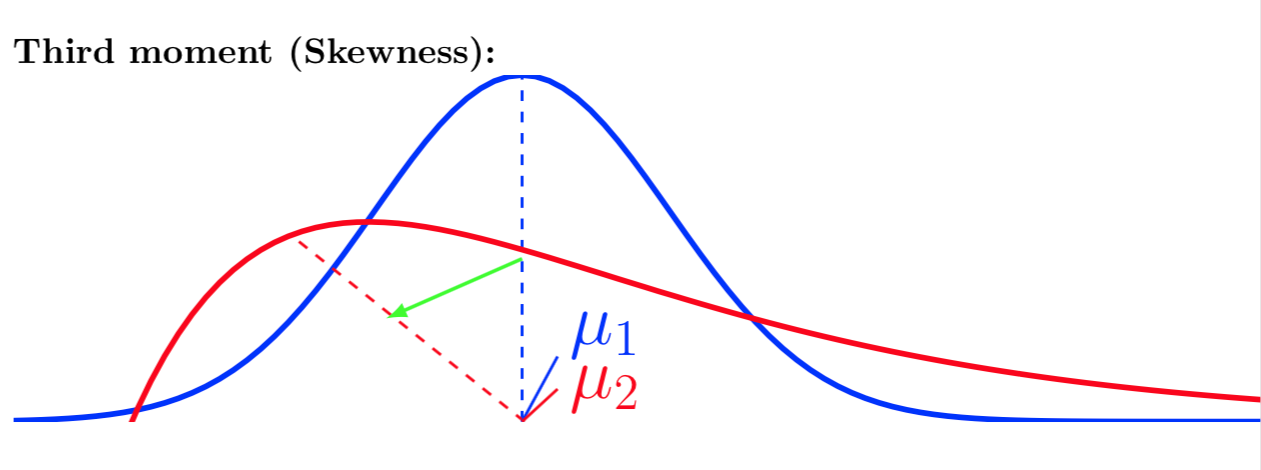 Third moment (Skewness):
μ₁
μ₂